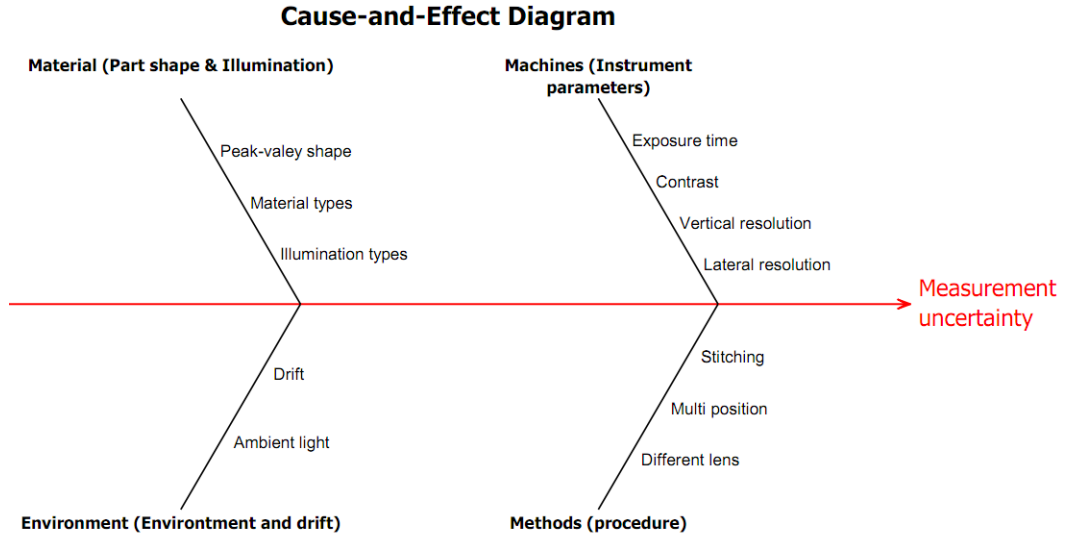 Cause-and-Effect Diagram
Material (Part shape & Illumination)
Machines (Instrument
parameters)
Peak-valey shape
Material types
Illumination types
Exposure time
Contrast
Vertical resolution
Lateral resolution
Measurement
uncertainty
Drift
Ambient light
Stitching
Multi position
Different lens
Environment (Environtment and drift)
Methods (procedure)